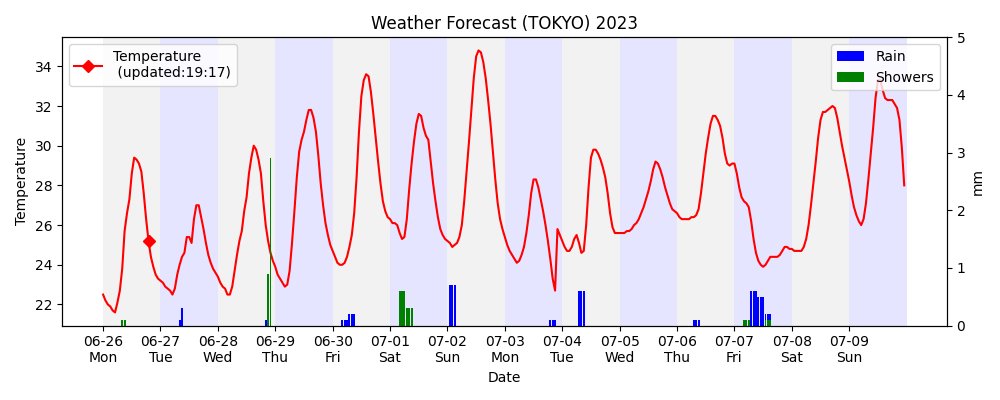 Weather Forecast (TOKYO) 2023
Temperature
(updated:19:17)
Rain
Showers
34
32
30
28
26
24
22
Temperature
5
4
3
2
1
0
mm
06-26 06-27 06-28 06-29 06-30 07-01 07-02 07-03 07-04 07-05 07-06 07-07 07-08 07-09
Mon Tue Wed Thu Fri Sat Sun Mon Tue Wed Thu Fri Sat Sun
Date